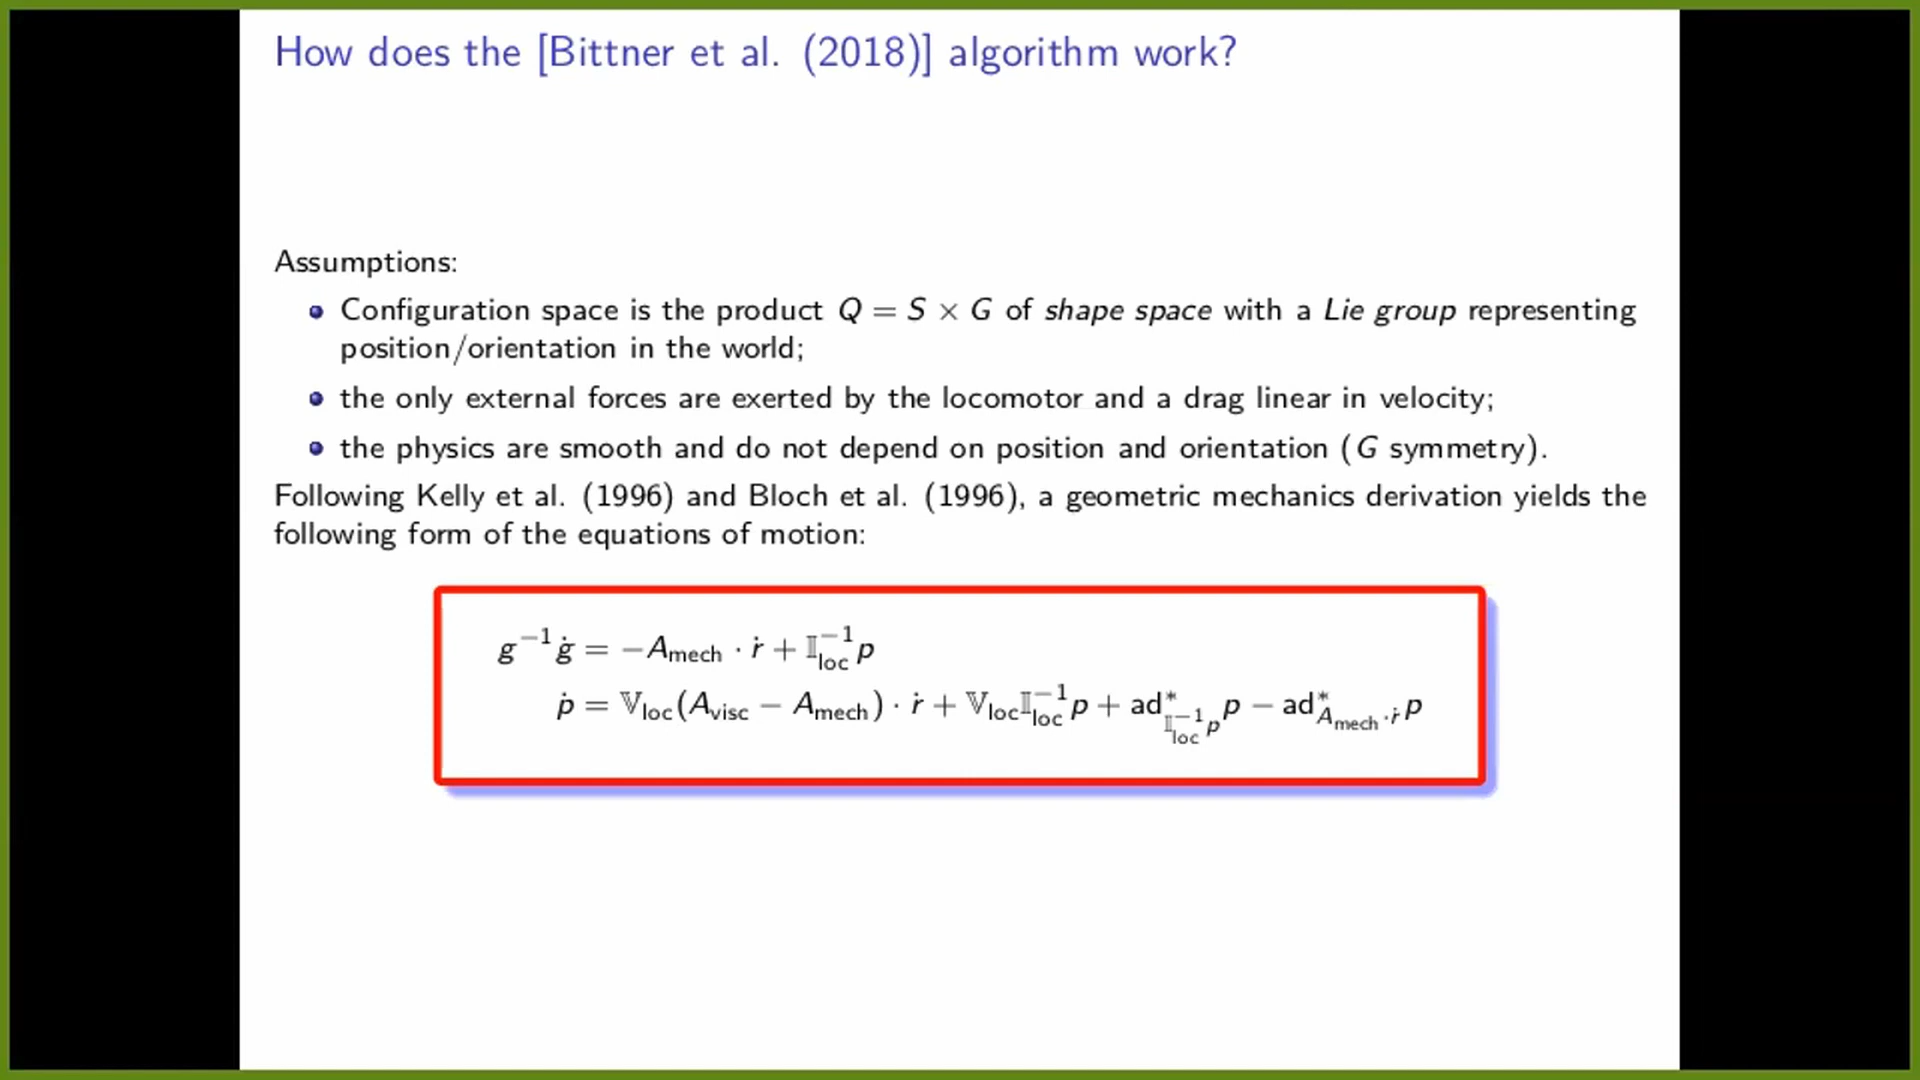 How does the [Bittner et al. (2018)] algorithm work?
Assumptions:
• Configuration space is the product Q = S × G of shape space with a Lie group representing
position/orientation in the world;
• the only external forces are exerted by the locomotor and a drag linear in velocity;
• the physics are smooth and do not depend on position and orientation (G symmetry).
Following Kelly et al. (1996) and Bloch et al. (1996), a geometric mechanics derivation yields the
following form of the equations of motion:
g⁻¹ġ = −A_mech · ṙ + 𝕀_loc⁻¹ p
ṗ = 𝕍_loc(A_visc − A_mech) · ṙ + 𝕍_loc 𝕀_loc⁻¹ p + ad*_{𝕀_loc⁻¹ p} p − ad*_{A_mech · ṙ} p